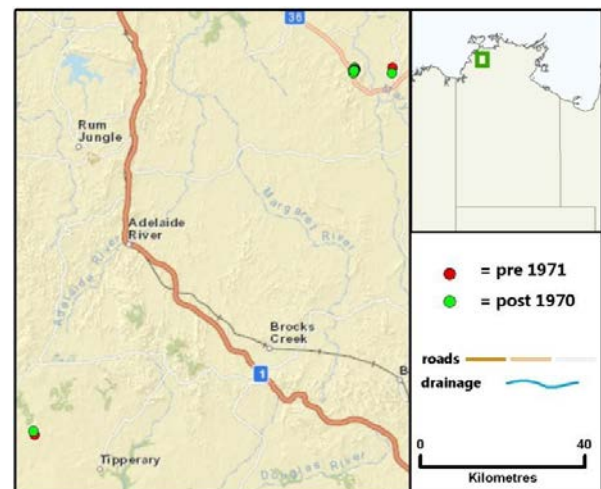 36
Rum
Jungle
Adelaide
River
Margaret River
Adelaide River
Brocks
Creek
B
1
Tipperary
Douglas River
= pre 1971
= post 1970
roads
drainage
0
40
Kilometres